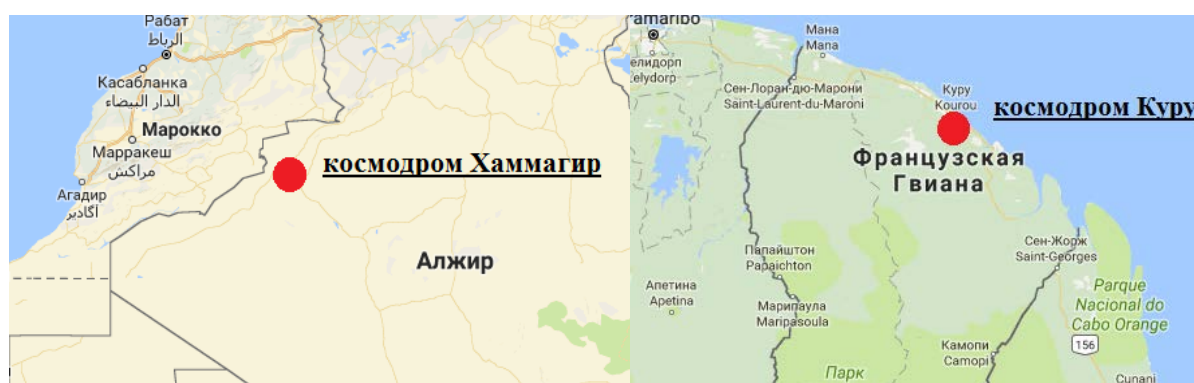 Рабат
الرباط
Касабланка
الدار البيضاء
Марокко
Марракеш
مراكش
Агадир
أكادير
космодром Хаммагир
Алжир
amaribo
елидорп
elydorp
Мана
Mana
Сен-Лоран-дю-Марони
Saint-Laurent-du-Maroni
Куру
Kourou
космодром Куру
Французская
Гвиана
Папайштон
Papaichton
Апетина
Apetina
Марипаула
Maripasoula
Сен-Жорж
Saint-Georges
Parque
Nacional do
Cabo Orange
156
Камопи
Camopi
Парк
Cunani